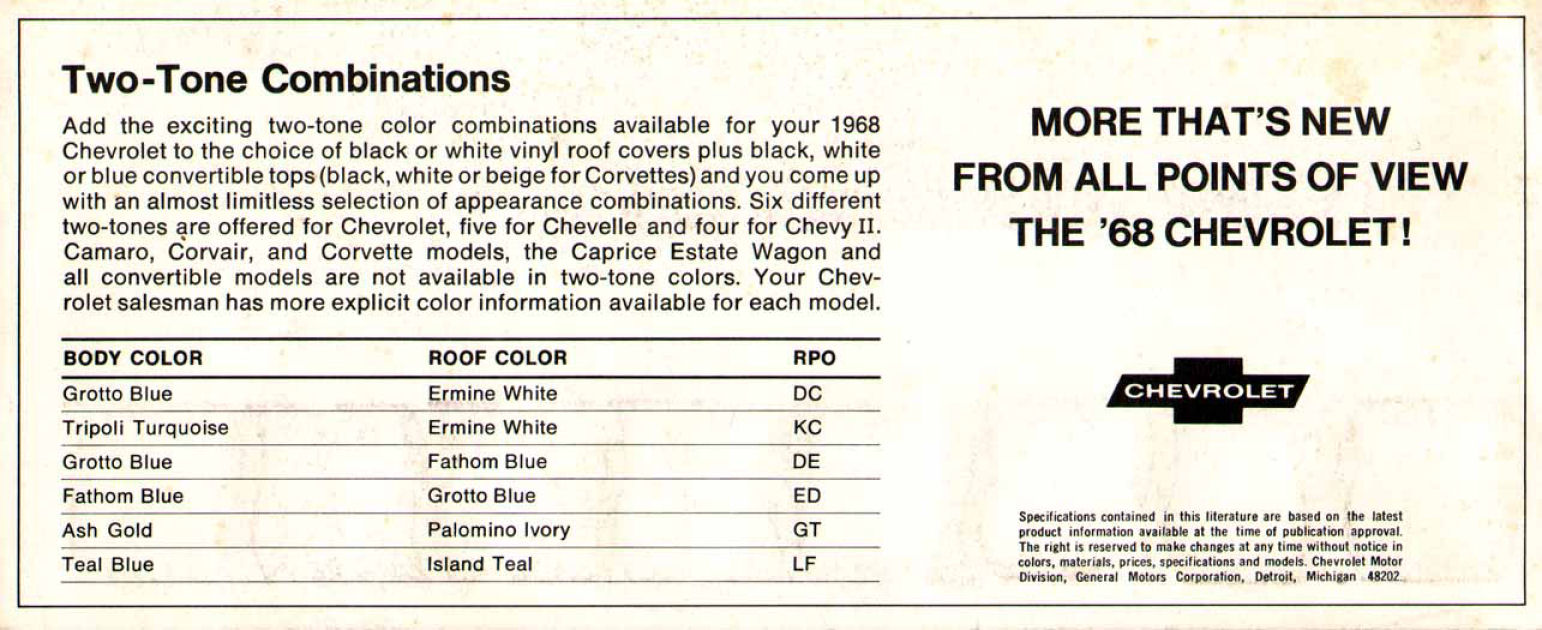 Two-Tone Combinations
Add the exciting two-tone color combinations available for your 1968
Chevrolet to the choice of black or white vinyl roof covers plus black, white
or blue convertible tops (black, white or beige for Corvettes) and you come up
with an almost limitless selection of appearance combinations. Six different
two-tones are offered for Chevrolet, five for Chevelle and four for Chevy II.
Camaro, Corvair, and Corvette models, the Caprice Estate Wagon and
all convertible models are not available in two-tone colors. Your Chev-
rolet salesman has more explicit color information available for each model.
BODY COLOR ROOF COLOR RPO
Grotto Blue Ermine White DC
Tripoli Turquoise Ermine White KC
Grotto Blue Fathom Blue DE
Fathom Blue Grotto Blue ED
Ash Gold Palomino Ivory GT
Teal Blue Island Teal LF
MORE THAT'S NEW
FROM ALL POINTS OF VIEW
THE '68 CHEVROLET!
CHEVROLET
Specifications contained in this literature are based on the latest
product information available at the time of publication approval.
The right is reserved to make changes at any time without notice in
colors, materials, prices, specifications and models. Chevrolet Motor
Division, General Motors Corporation, Detroit, Michigan 48202.